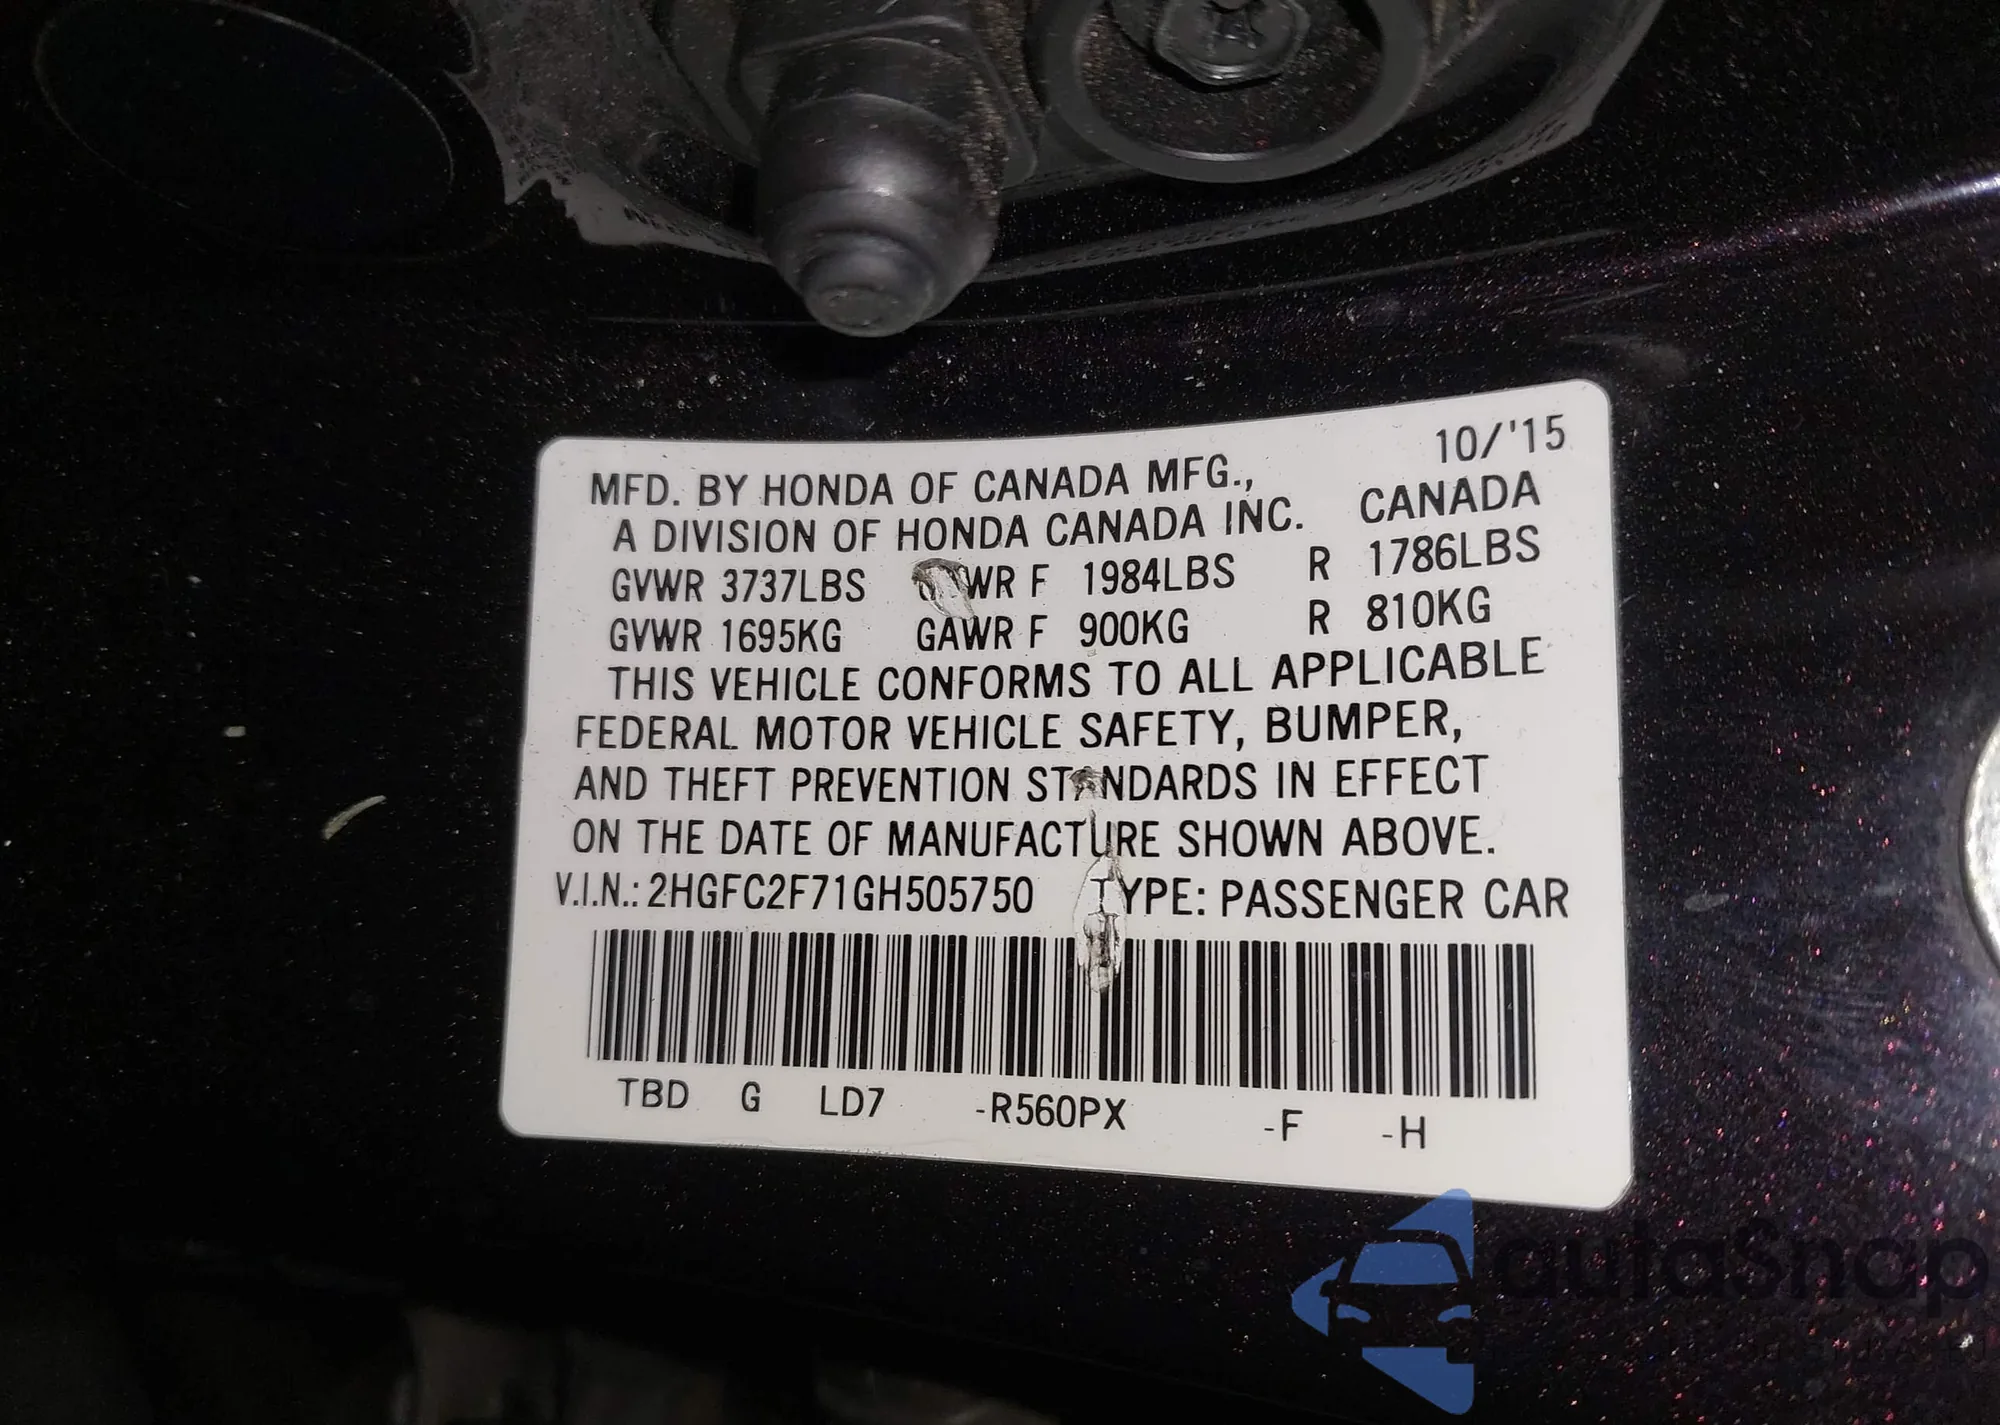 10/'15
MFD. BY HONDA OF CANADA MFG.,
A DIVISION OF HONDA CANADA INC. CANADA
GVWR 3737LBS WR F 1984LBS R 1786LBS
GVWR 1695KG GAWR F 900KG R 810KG
THIS VEHICLE CONFORMS TO ALL APPLICABLE
FEDERAL MOTOR VEHICLE SAFETY, BUMPER,
AND THEFT PREVENTION STANDARDS IN EFFECT
ON THE DATE OF MANUFACTURE SHOWN ABOVE.
V.I.N.: 2HGFC2F71GH505750 TYPE: PASSENGER CAR
TBD G LD7 -R560PX -F -H
autaSnap